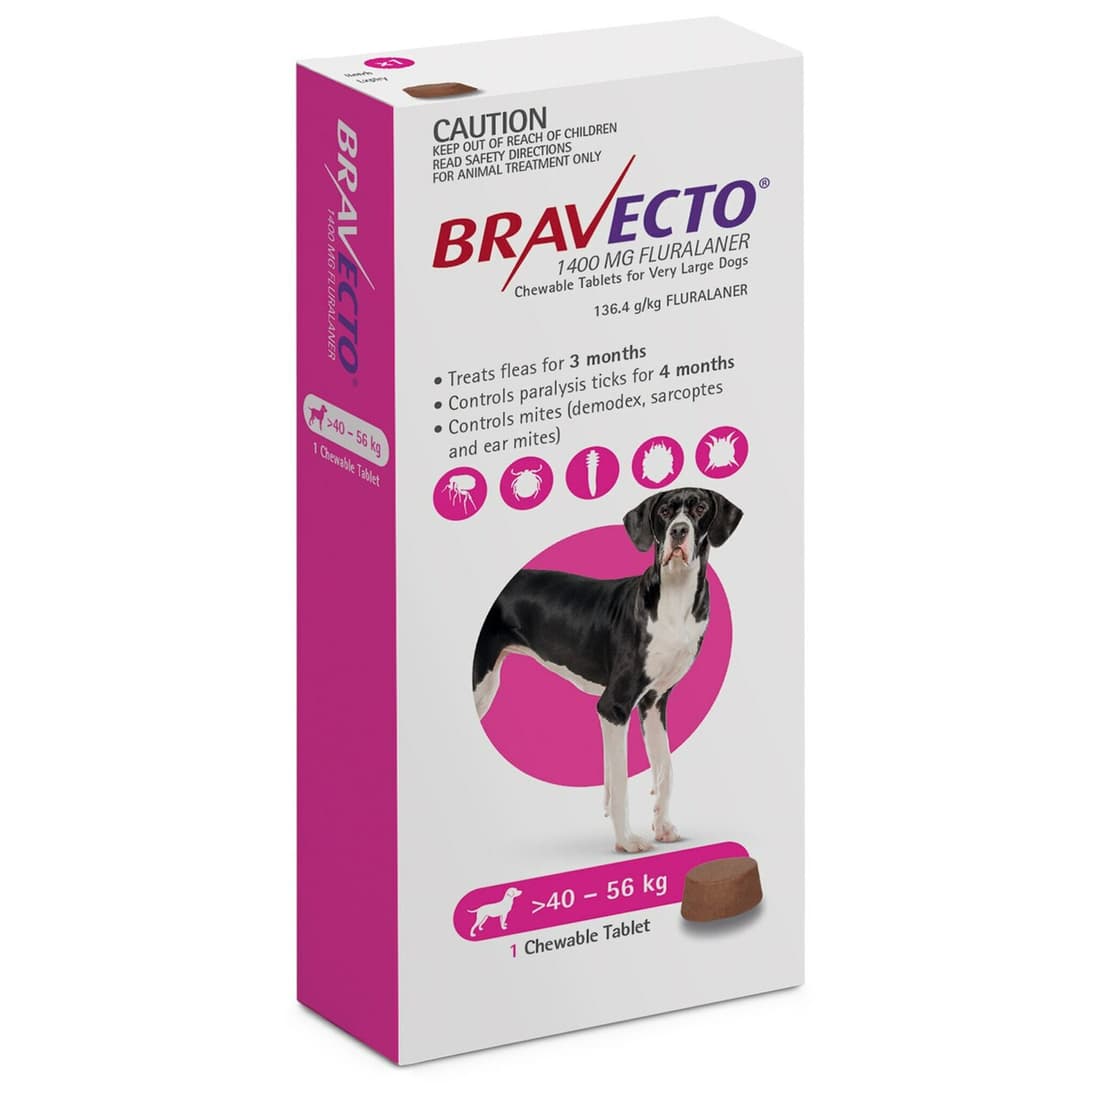 x1
Batch
Expiry
CAUTION
KEEP OUT OF REACH OF CHILDREN
READ SAFETY DIRECTIONS
FOR ANIMAL TREATMENT ONLY
BRAVECTO®
1400 MG FLURALANER
Chewable Tablets for Very Large Dogs
136.4 g/kg FLURALANER
• Treats fleas for 3 months
• Controls paralysis ticks for 4 months
• Controls mites (demodex, sarcoptes
and ear mites)
>40 – 56 kg
1 Chewable Tablet
BRAVECTO®
1400 MG FLURALANER
>40 – 56 kg
1 Chewable Tablet